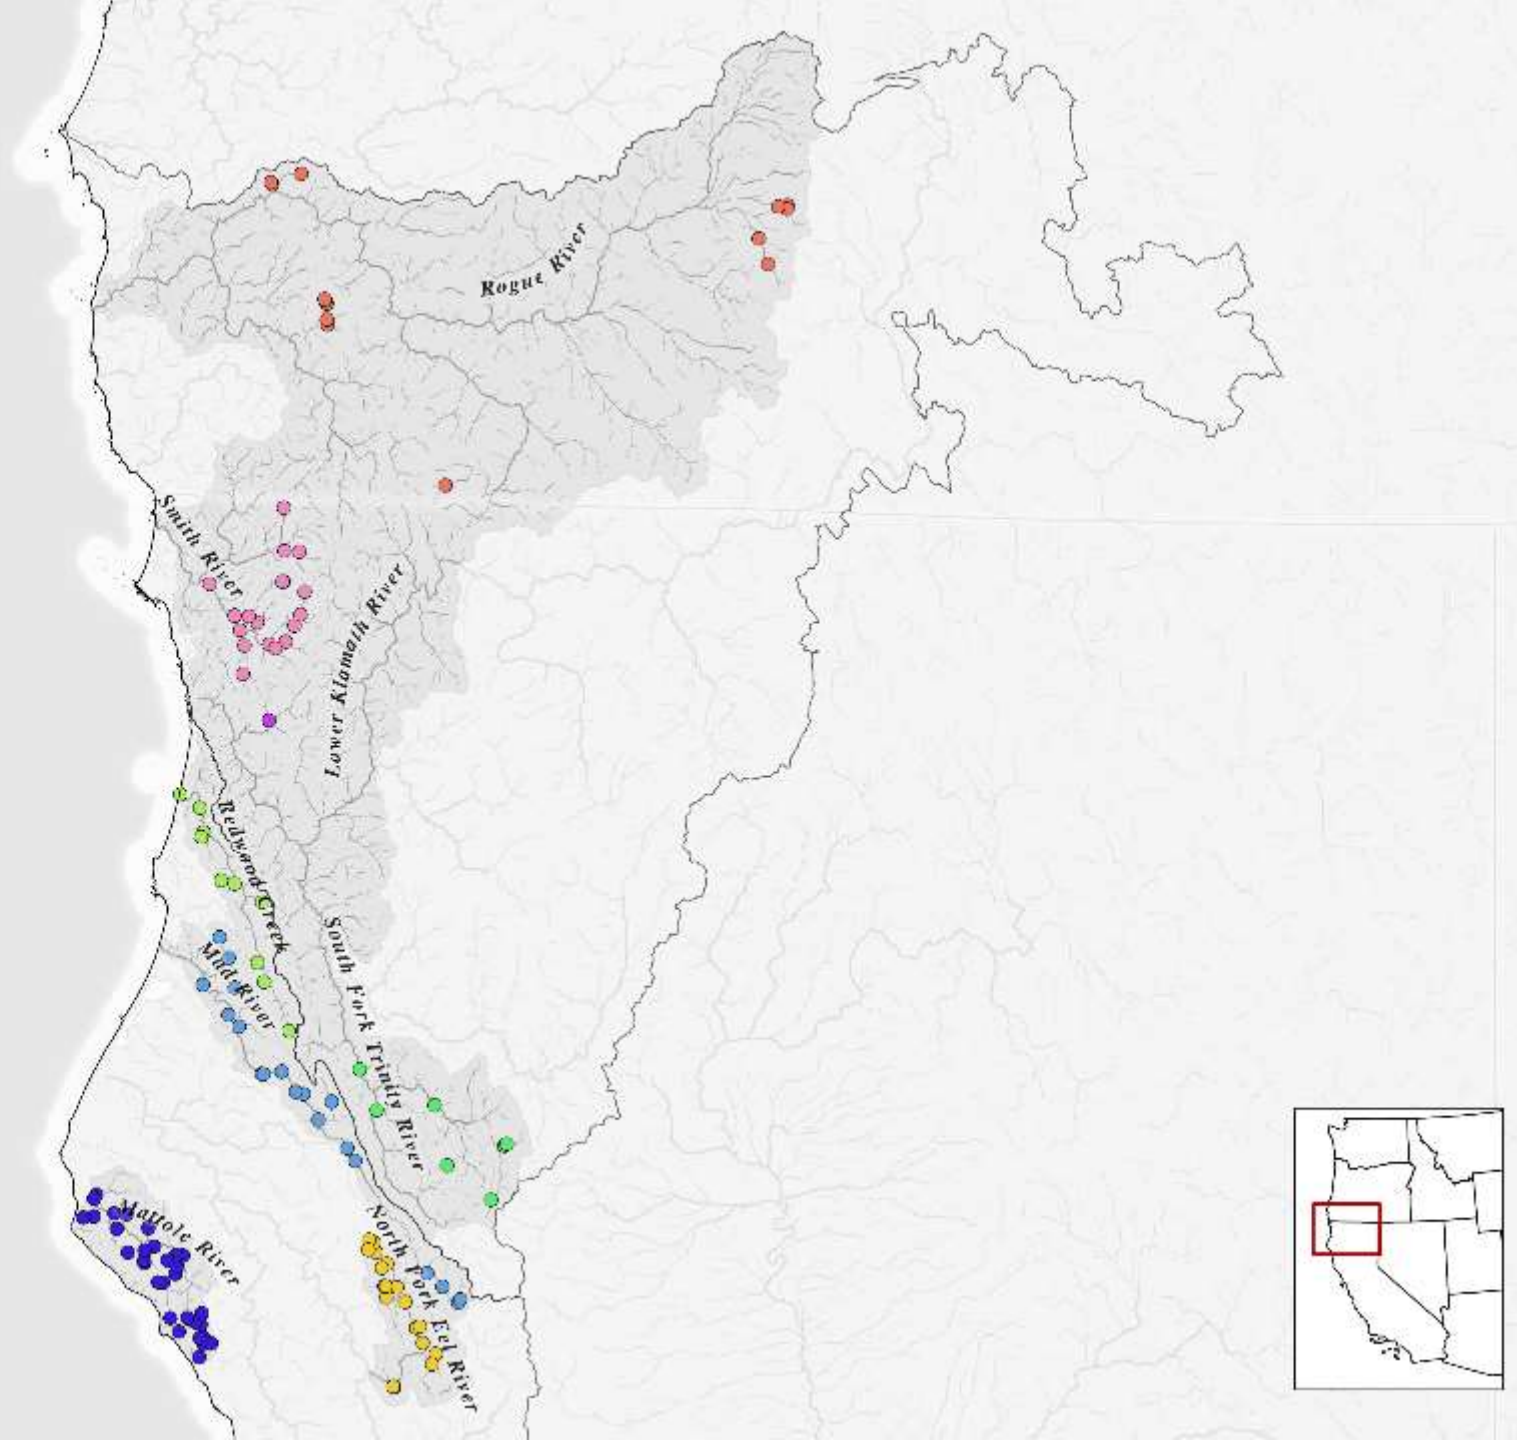 Rogue River
Smith River
Lower Klamath River
Redwood Creek
South Fork Trinity River
Mad River
Mattole River
North Fork Eel River